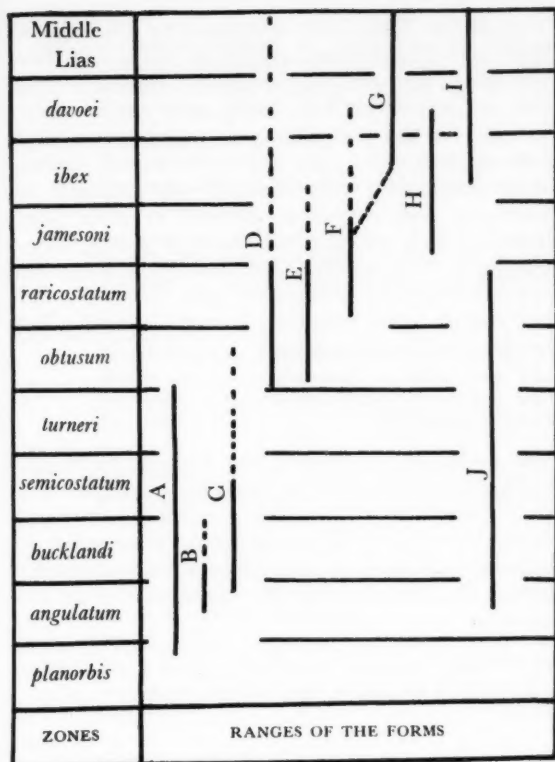 Middle
Lias
davoei
ibex
jamesoni
raricostatum
obtusum
turneri
semicostatum
bucklandi
angulatum
planorbis
ZONES
RANGES OF THE FORMS
A
B
C
D
E
F
G
H
I
J